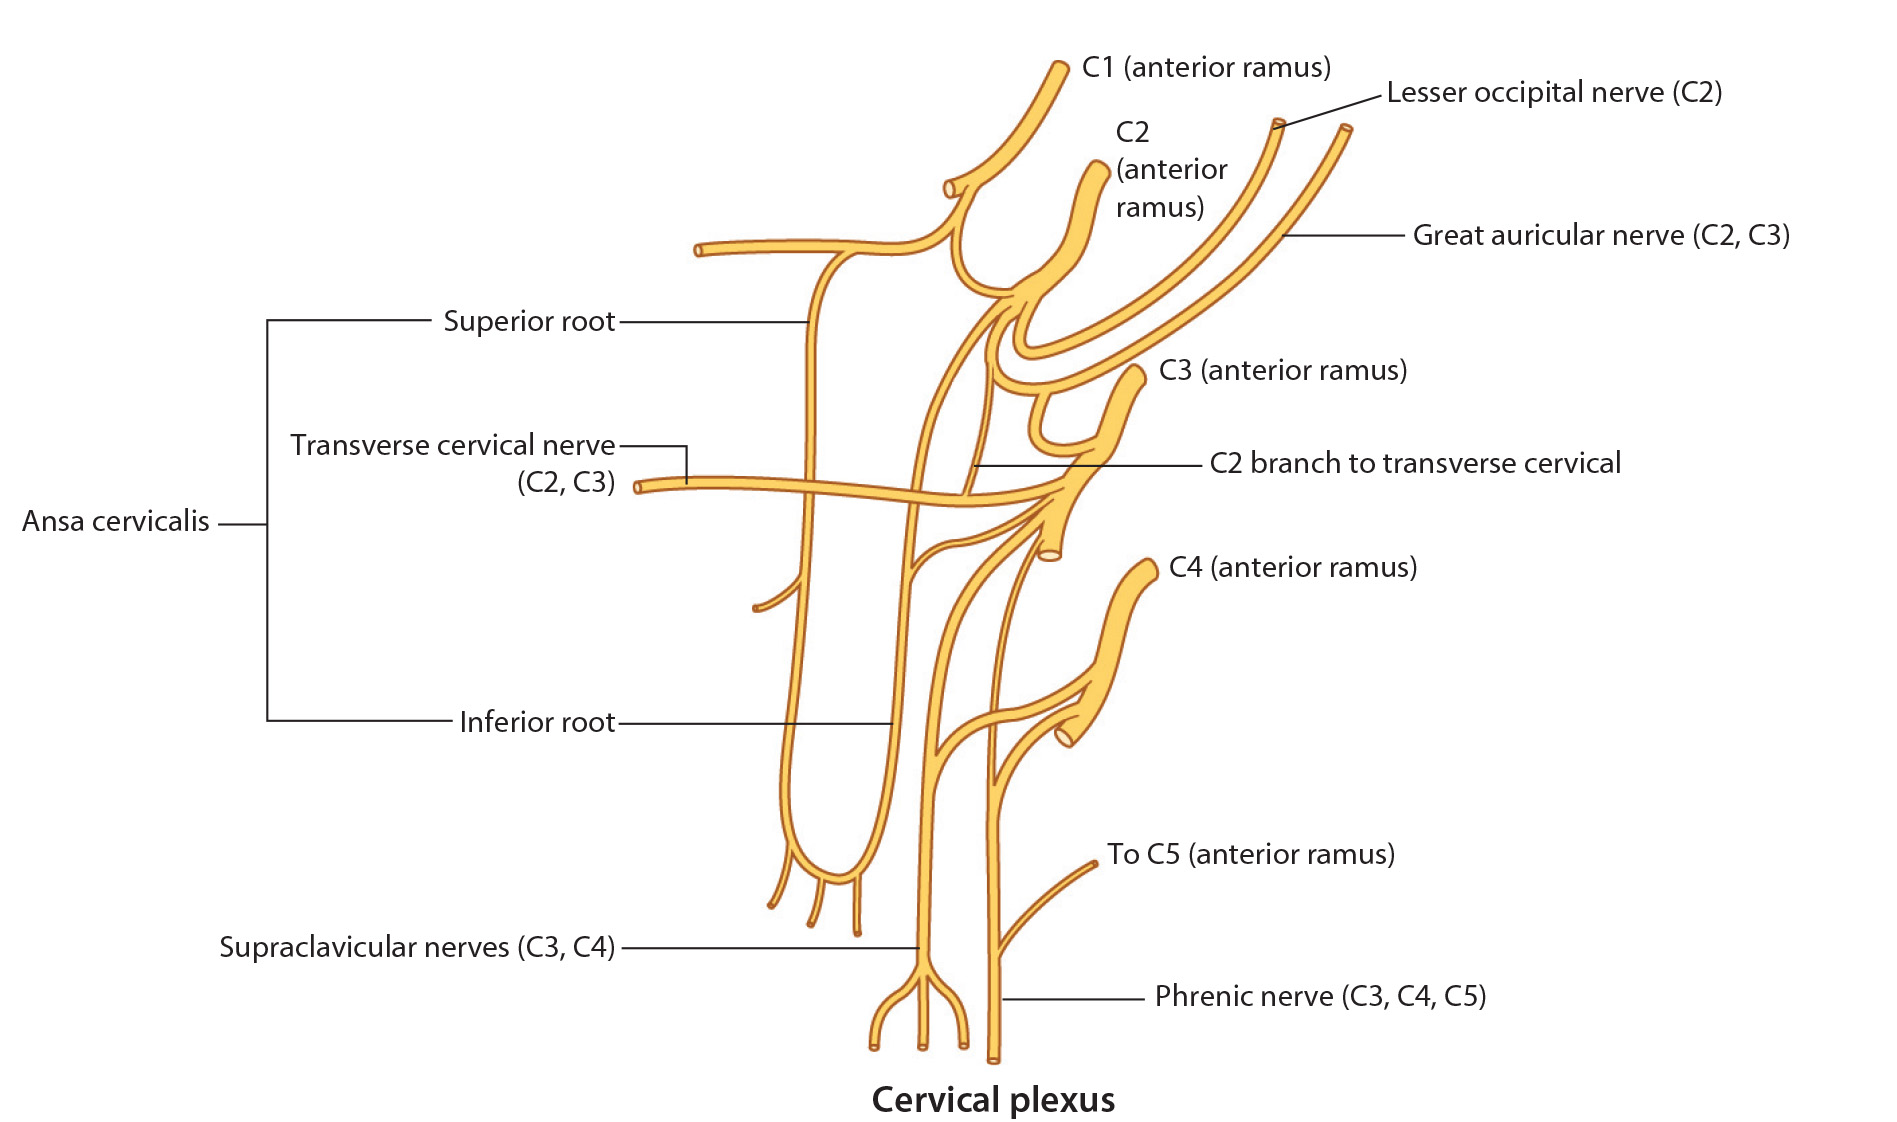 C1 (anterior ramus)
Lesser occipital nerve (C2)
C2
(anterior
ramus)
Great auricular nerve (C2, C3)
Superior root
C3 (anterior ramus)
Transverse cervical nerve
(C2, C3)
C2 branch to transverse cervical
Ansa cervicalis
C4 (anterior ramus)
Inferior root
To C5 (anterior ramus)
Supraclavicular nerves (C3, C4)
Phrenic nerve (C3, C4, C5)
Cervical plexus